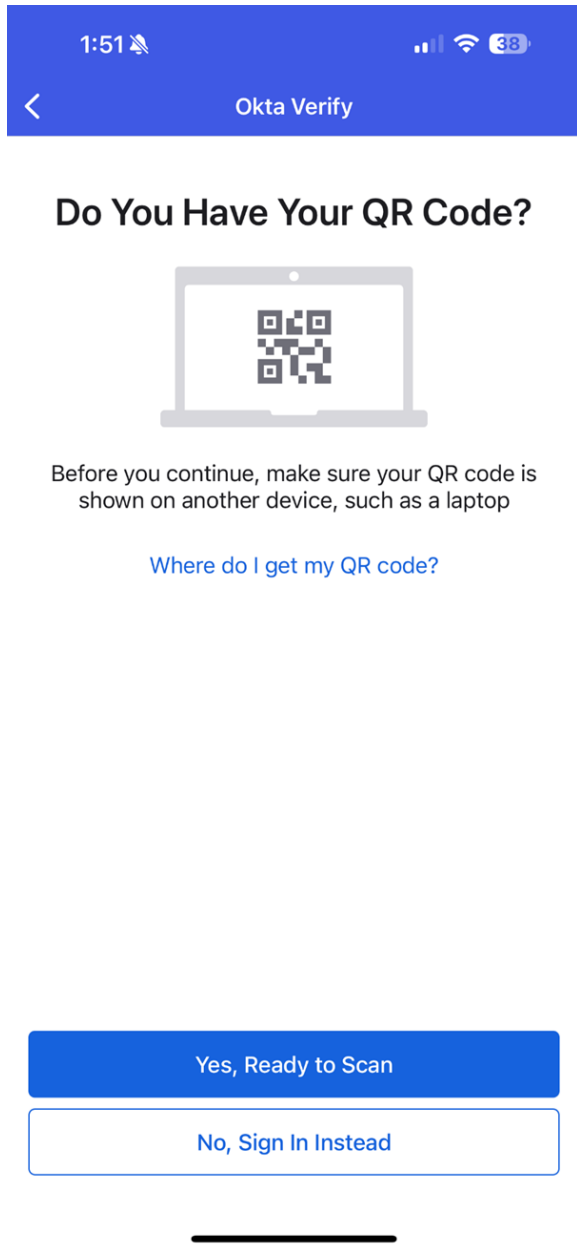 1:51
38
Okta Verify
Do You Have Your QR Code?
Before you continue, make sure your QR code is
shown on another device, such as a laptop
Where do I get my QR code?
Yes, Ready to Scan
No, Sign In Instead